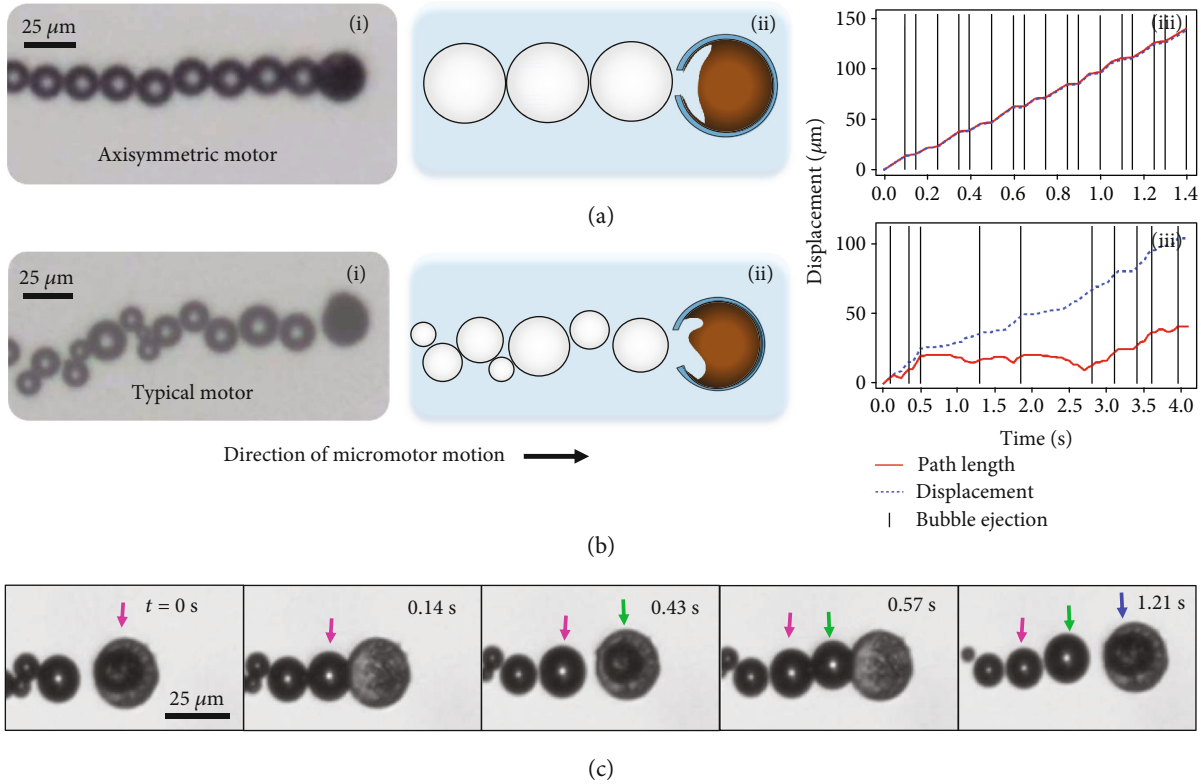 25 μm
(i)
Axisymmetric motor
(ii)
(a)
(iii)
150
100
50
0
0.0 0.2 0.4 0.6 0.8 1.0 1.2 1.4
Displacement (μm)
25 μm
(i)
Typical motor
(ii)
Direction of micromotor motion
(b)
(iii)
100
50
0
0.0 0.5 1.0 1.5 2.0 2.5 3.0 3.5 4.0
Time (s)
Path length
Displacement
Bubble ejection
t = 0 s
25 μm
0.14 s
0.43 s
0.57 s
1.21 s
(c)